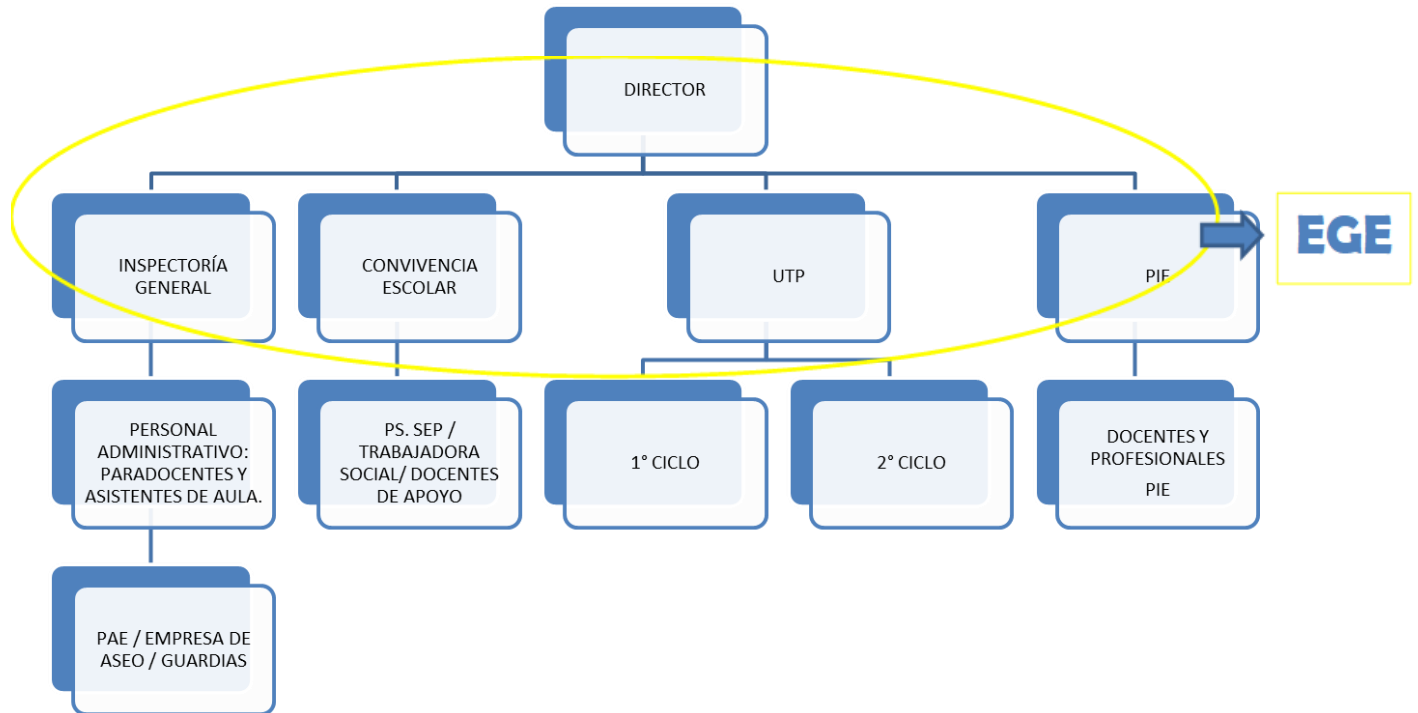 DIRECTOR
INSPECTORÍA
GENERAL
CONVIVENCIA
ESCOLAR
UTP
PIE
EGE
PERSONAL
ADMINISTRATIVO:
PARADOCENTES Y
ASISTENTES DE AULA.
PS. SEP /
TRABAJADORA
SOCIAL/ DOCENTES
DE APOYO
1° CICLO
2° CICLO
DOCENTES Y
PROFESIONALES
PIE
PAE / EMPRESA DE
ASEO / GUARDIAS